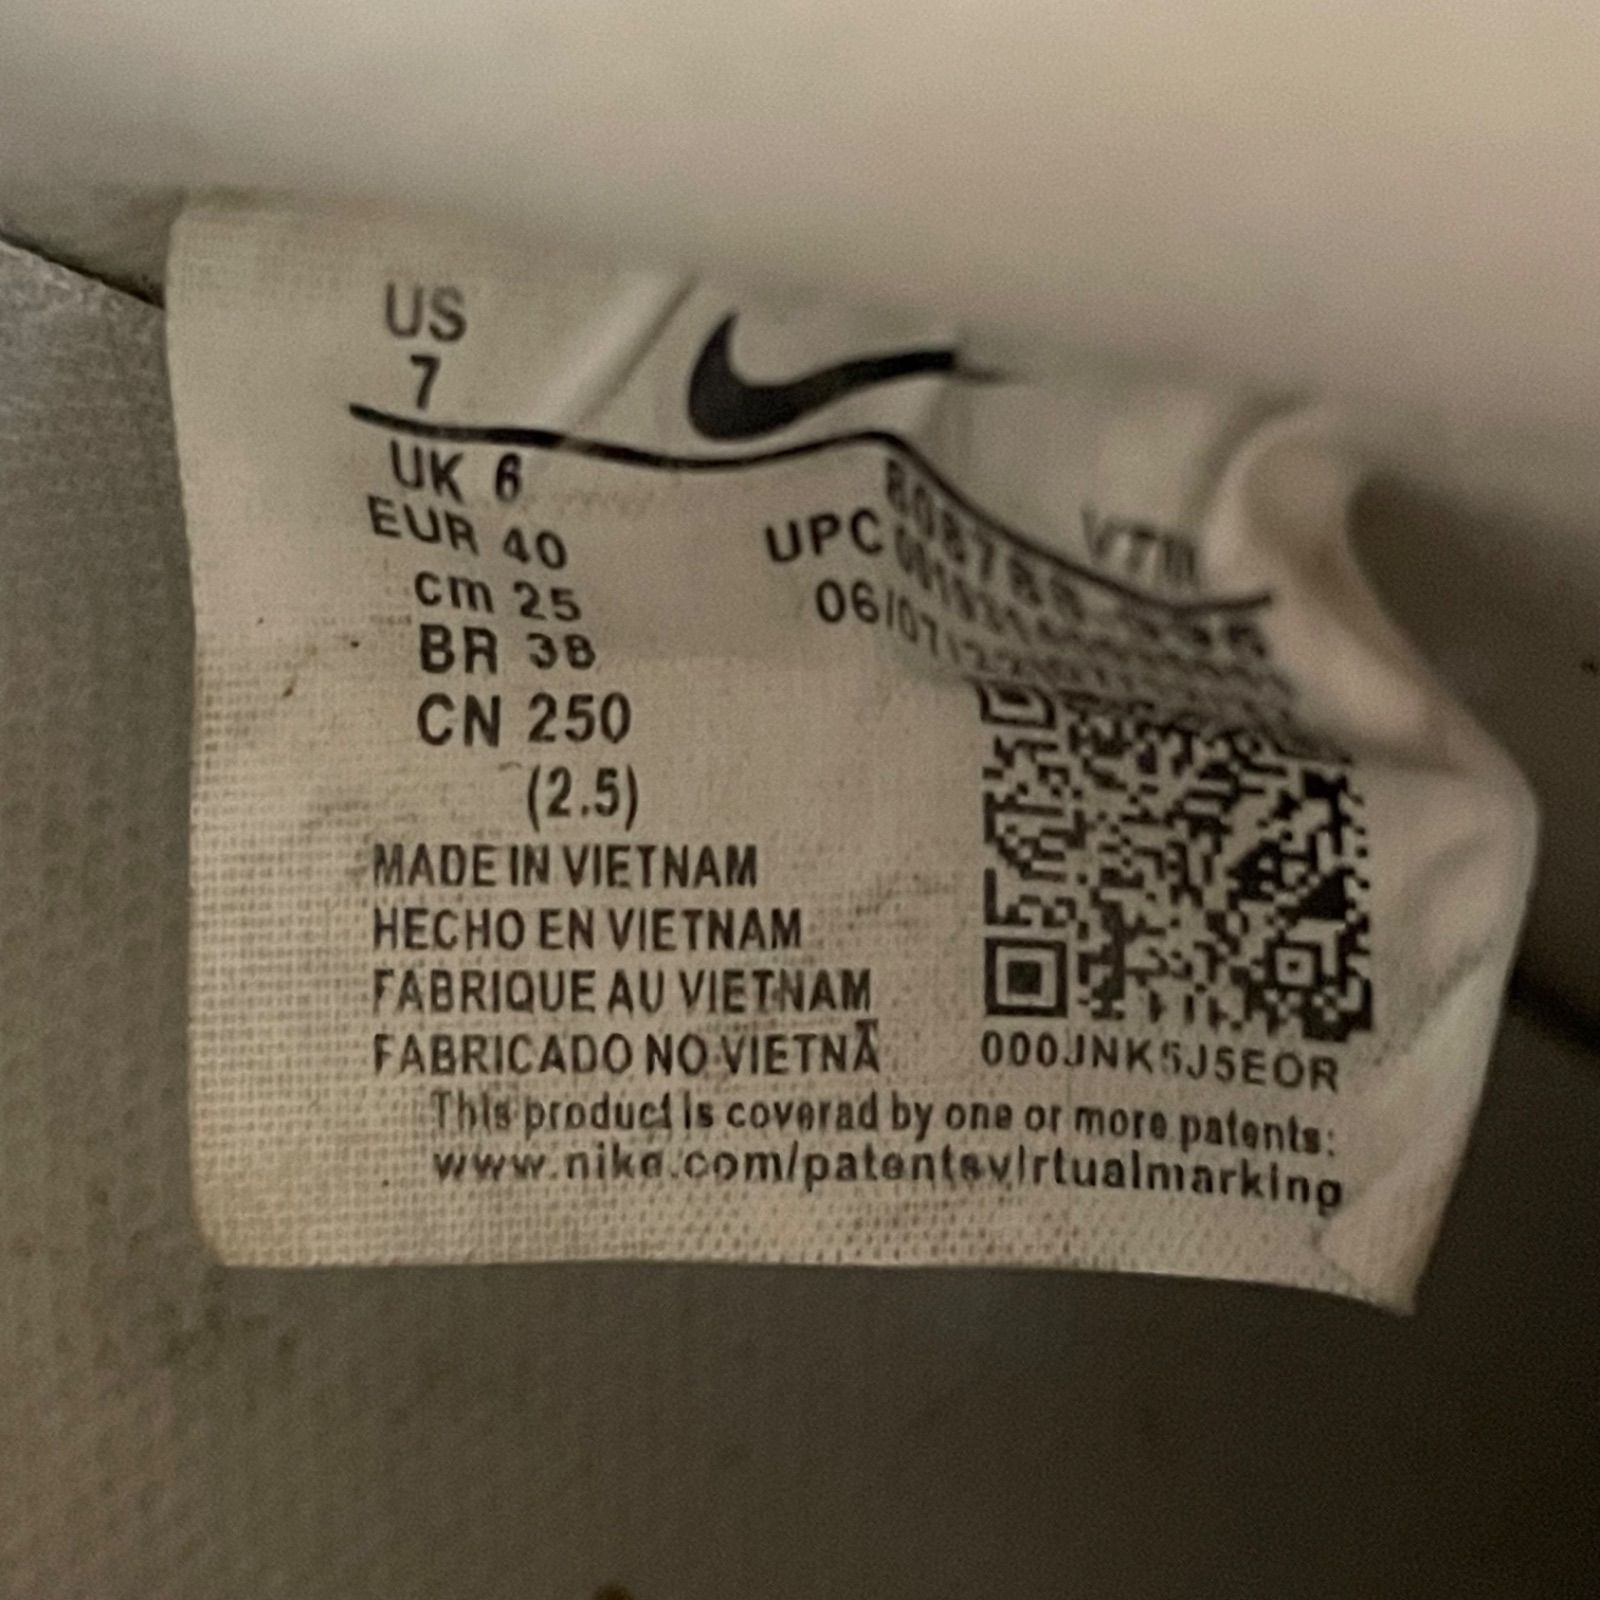 US
7
UK 6
EUR 40
cm 25
BR 38
CN 250
(2.5)
UPC
MADE IN VIETNAM
HECHO EN VIETNAM
FABRIQUE AU VIETNAM
FABRICADO NO VIETNÃ
000JNK5J5EOR
This product is covered by one or more patents:
www.nike.com/patentsvirtualmarking